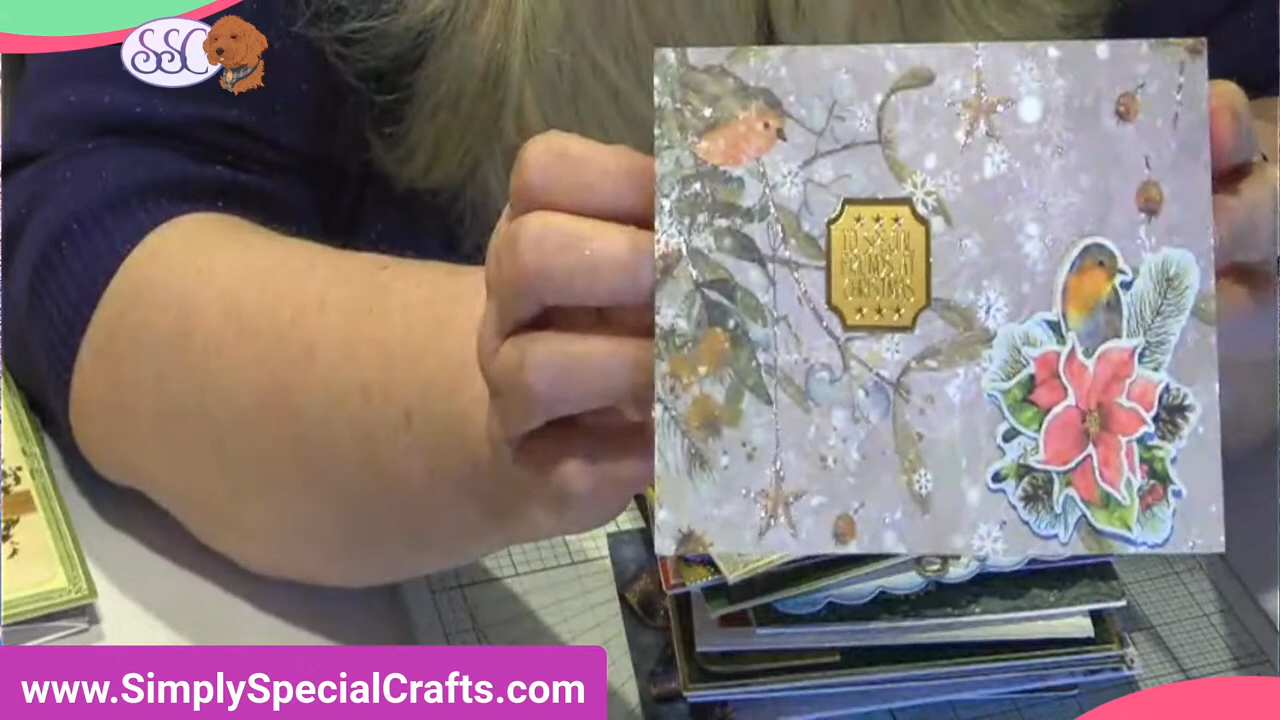 SSC
TO SPECIAL
FRIENDS AT
CHRISTMAS
www.SimplySpecialCrafts.com